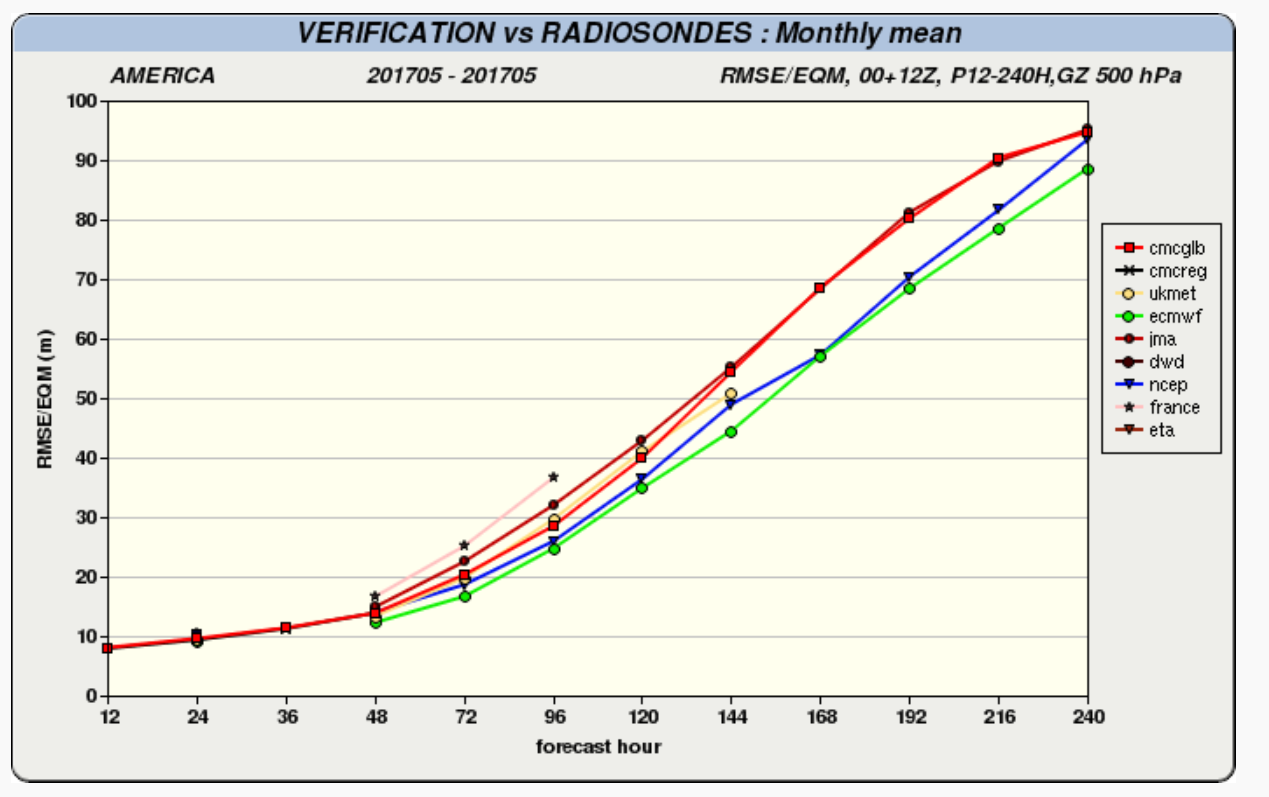 VERIFICATION vs RADIOSONDES : Monthly mean
AMERICA 201705 - 201705 RMSE/EQM, 00+12Z, P12-240H,GZ 500 hPa
100
90
80
70
60
50
40
30
20
10
0
RMSE/EQM (m)
12 24 36 48 72 96 120 144 168 192 216 240
forecast hour
cmcglb
cmcreg
ukmet
ecmwf
jma
dwd
ncep
france
eta